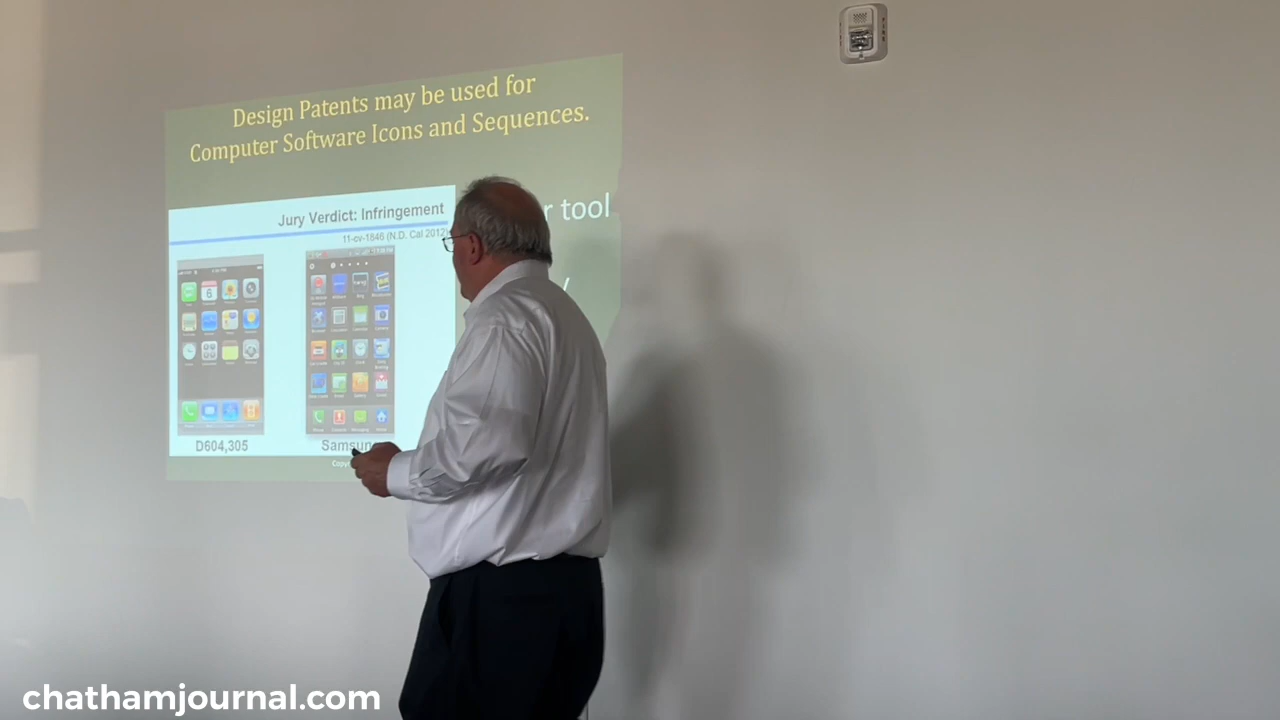 Design Patents may be used for
Computer Software Icons and Sequences.
r tool
Jury Verdict: Infringement
11-cv-1846 (N.D. Cal 2012)
D604,305
Samsun
chathamjournal.com